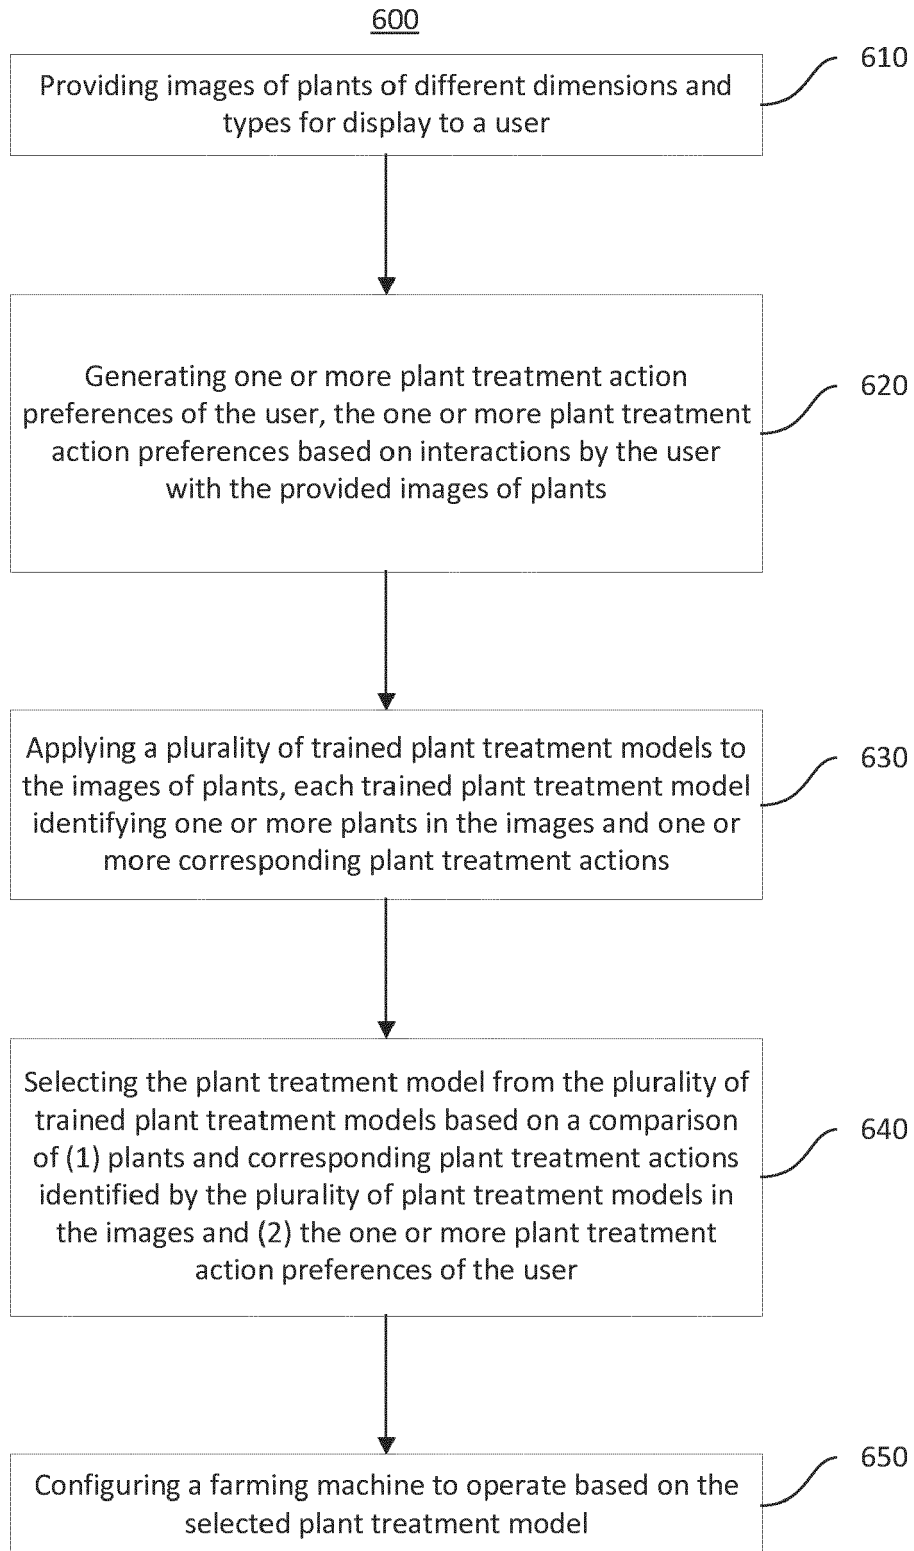 600
610
Providing images of plants of different dimensions and
types for display to a user
620
Generating one or more plant treatment action
preferences of the user, the one or more plant treatment
action preferences based on interactions by the user
with the provided images of plants
630
Applying a plurality of trained plant treatment models to
the images of plants, each trained plant treatment model
identifying one or more plants in the images and one or
more corresponding plant treatment actions
640
Selecting the plant treatment model from the plurality of
trained plant treatment models based on a comparison
of (1) plants and corresponding plant treatment actions
identified by the plurality of plant treatment models in
the images and (2) the one or more plant treatment
action preferences of the user
650
Configuring a farming machine to operate based on the
selected plant treatment model